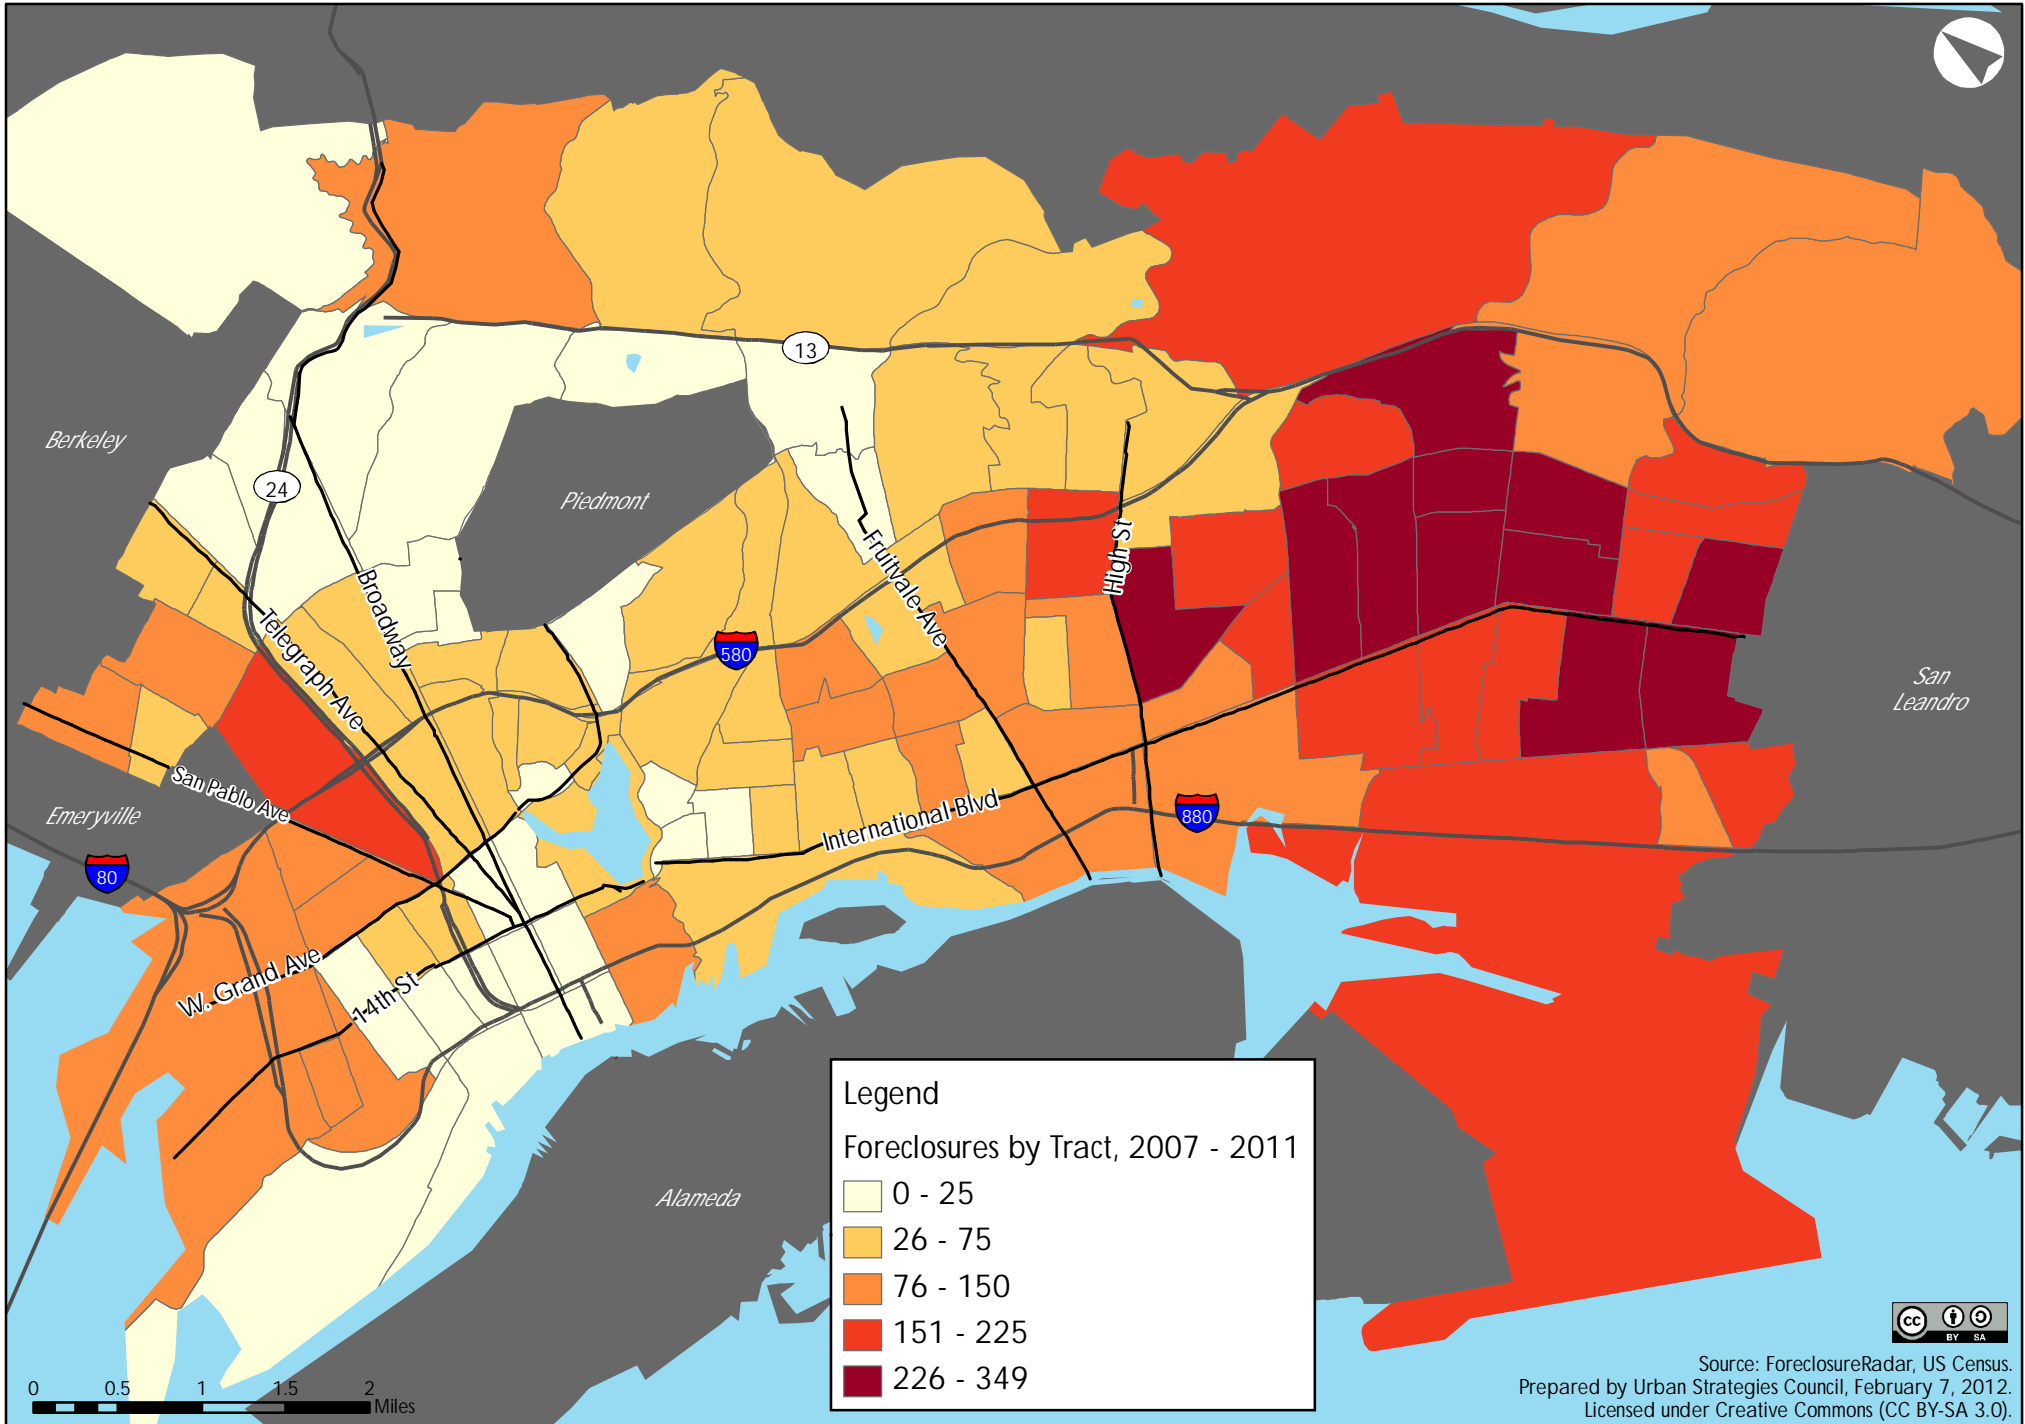 13
Berkeley
24
Piedmont
High St
Fruitvale Ave
Broadway
Telegraph Ave
580
San Leandro
San Pablo Ave
Emeryville
International Blvd
880
80
W. Grand Ave
14th St
Alameda
Legend
Foreclosures by Tract, 2007 - 2011
0 - 25
26 - 75
76 - 150
151 - 225
226 - 349
0 0.5 1 1.5 2
Miles
cc
BY SA
Source: ForeclosureRadar, US Census.
Prepared by Urban Strategies Council, February 7, 2012.
Licensed under Creative Commons (CC BY-SA 3.0).